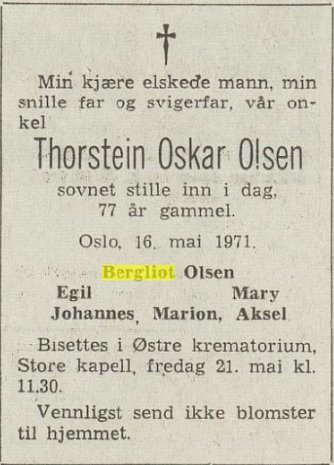 Min kjære elskede mann, min
snille far og svigerfar, vår on-
kel
Thorstein Oskar Olsen
sovnet stille inn i dag,
77 år gammel.
Oslo, 16. mai 1971.
Bergliot Olsen
Egil Mary
Johannes, Marion, Aksel
Bisettes i Østre krematorium,
Store kapell, fredag 21. mai kl.
11.30.
Vennligst send ikke blomster
til hjemmet.